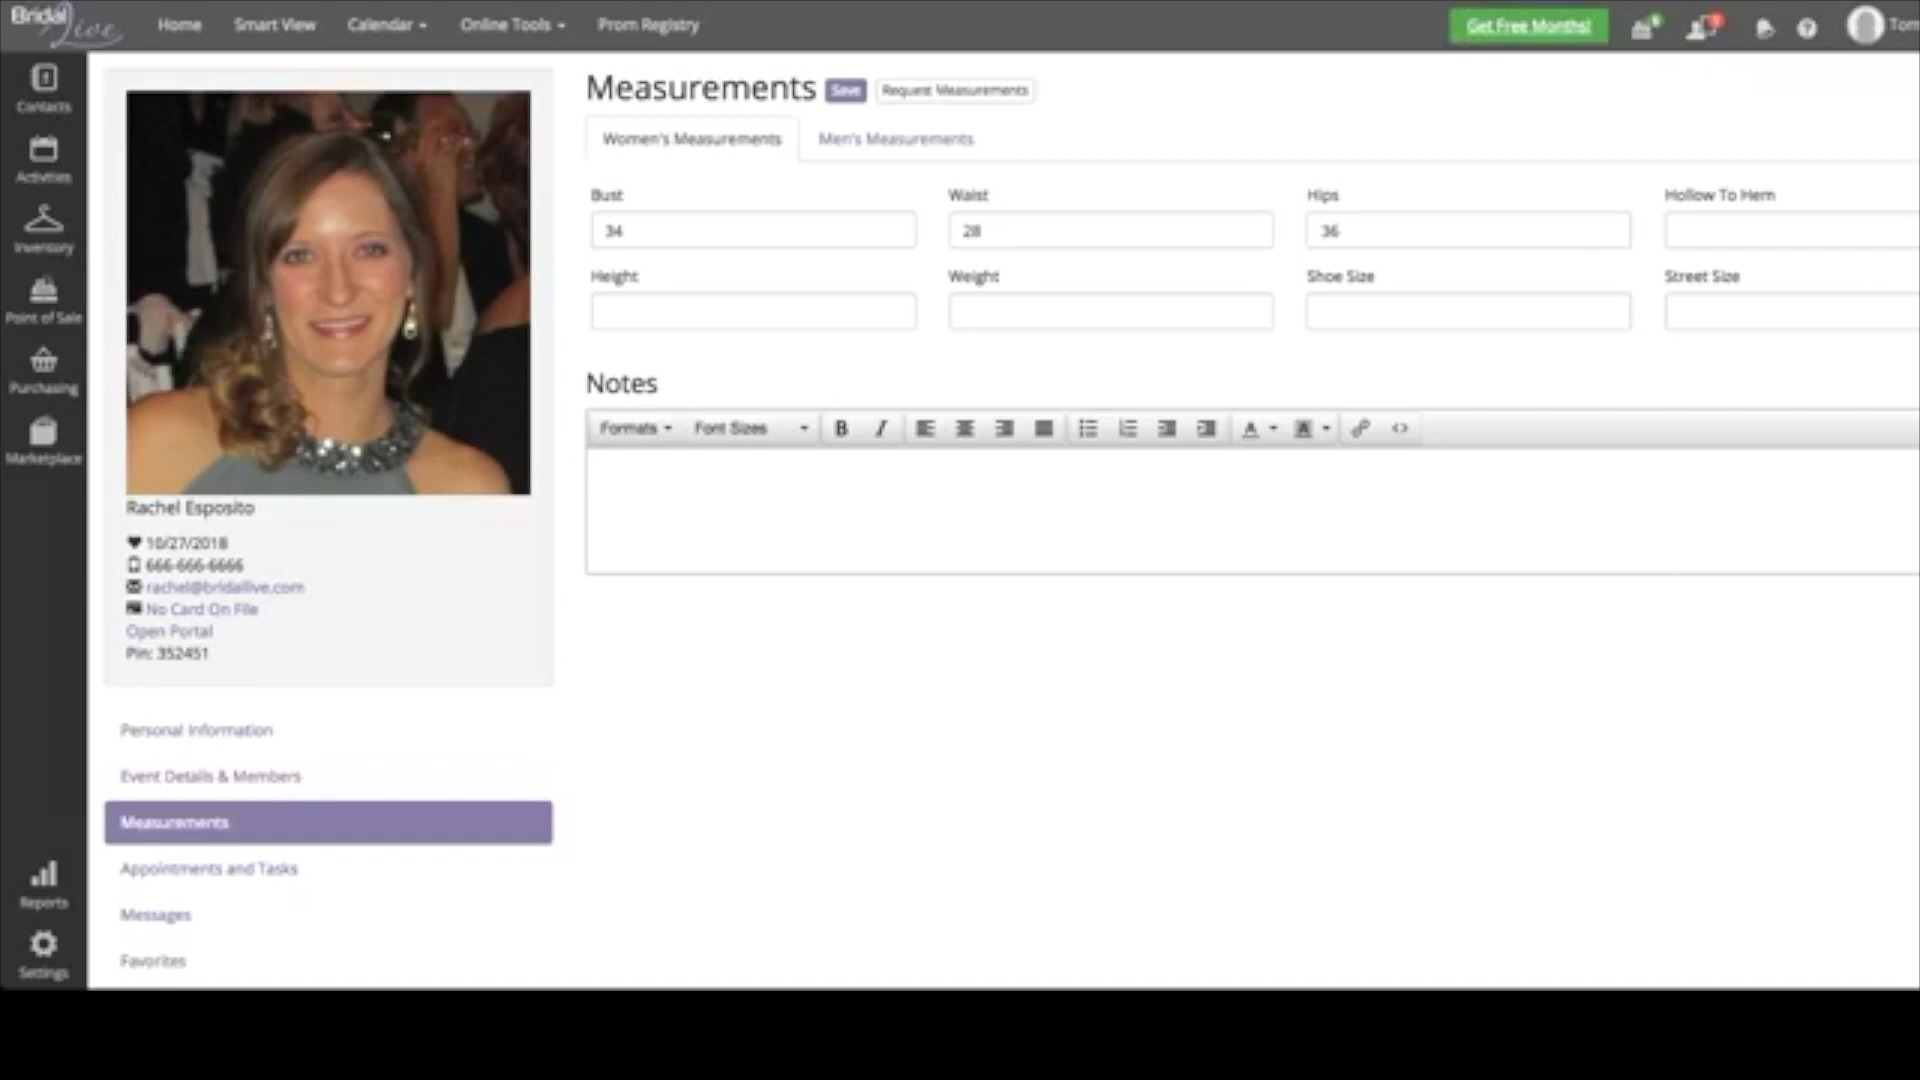 Bridal Live
Home Smart View Calendar Online Tools Prom Registry Get Free Months! Tom
Contacts
Activities
Inventory
Point of Sale
Purchasing
Marketplace
Reports
Settings
Rachel Esposito
10/27/2018
666-666-6666
rachel@bridallive.com
No Card On File
Open Portal
Pin: 352451
Personal Information
Event Details & Members
Measurements
Appointments and Tasks
Messages
Favorites
Measurements Save Request Measurements
Women's Measurements Men's Measurements
Bust Waist Hips Hollow To Hem
34 28 36
Height Weight Shoe Size Street Size
Notes
Formats Font Sizes B I A A